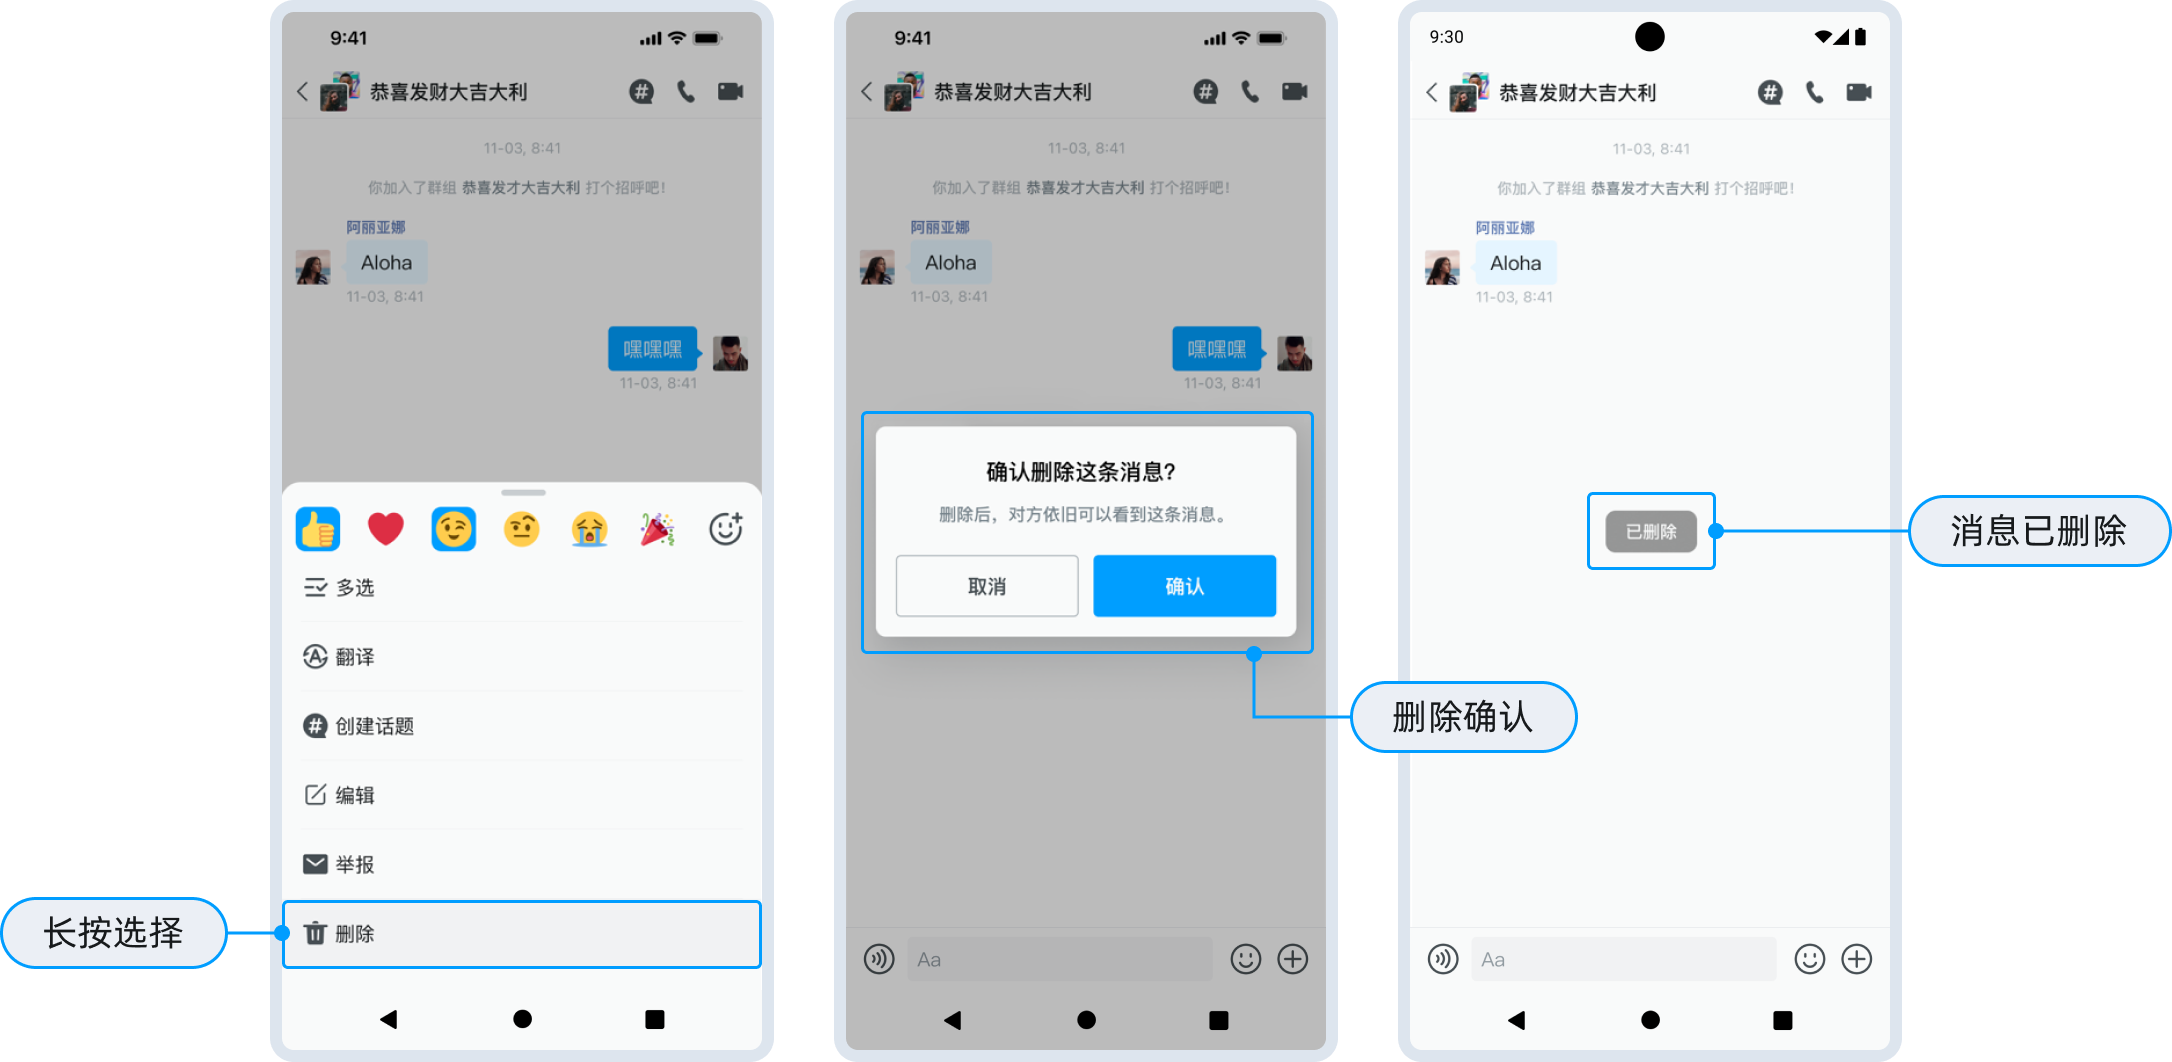 9:41
恭喜发财大吉大利
11-03, 8:41
你加入了群组 恭喜发才大吉大利 打个招呼吧!
阿丽亚娜
Aloha
11-03, 8:41
嘿嘿嘿
11-03, 8:41
多选
翻译
创建话题
编辑
举报
删除
长按选择
9:41
恭喜发财大吉大利
11-03, 8:41
你加入了群组 恭喜发才大吉大利 打个招呼吧!
阿丽亚娜
Aloha
11-03, 8:41
嘿嘿嘿
11-03, 8:41
确认删除这条消息?
删除后，对方依旧可以看到这条消息。
取消
确认
删除确认
Aa
9:30
恭喜发财大吉大利
11-03, 8:41
你加入了群组 恭喜发才大吉大利 打个招呼吧!
阿丽亚娜
Aloha
11-03, 8:41
已删除
消息已删除
Aa